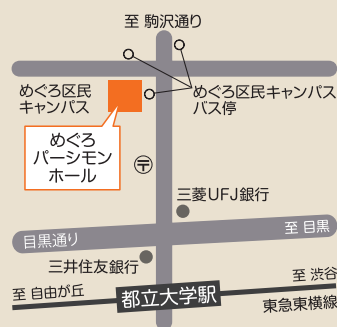 至 駒沢通り
めぐろ区民
キャンパス
めぐろ区民キャンパス
バス停
めぐろ
パーシモン
ホール
〒
三菱UFJ銀行
目黒通り
至 目黒
三井住友銀行
至 渋谷
至 自由が丘
都立大学駅
東急東横線